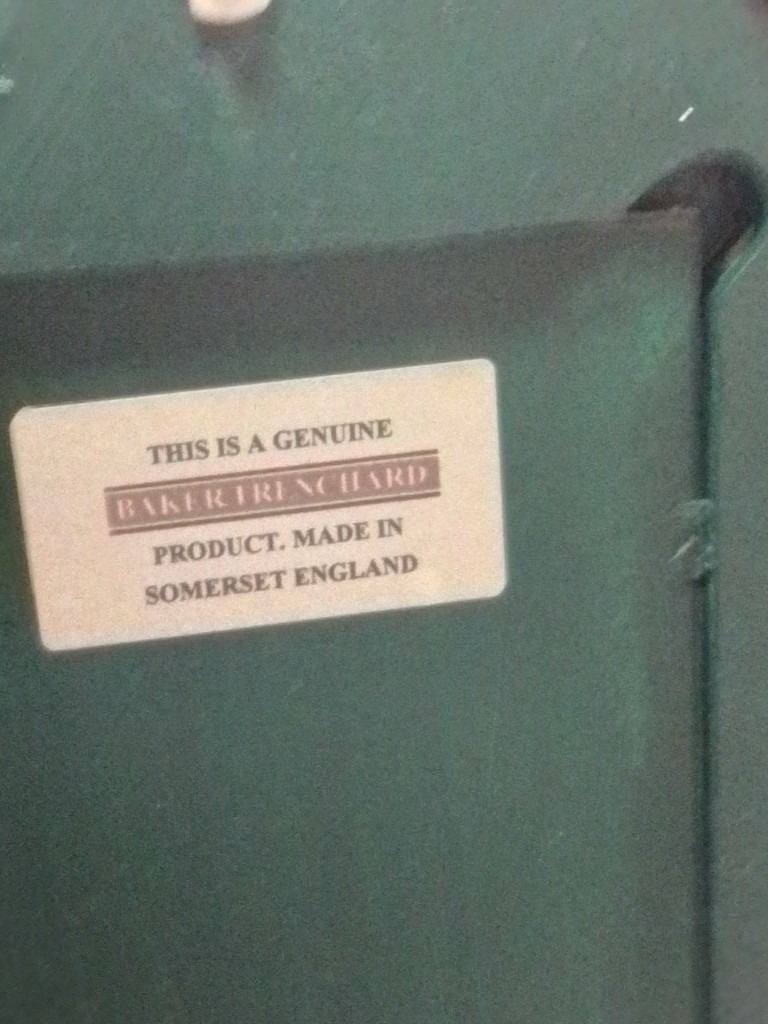 THIS IS A GENUINE
BAKER TRENCHARD
PRODUCT. MADE IN
SOMERSET ENGLAND